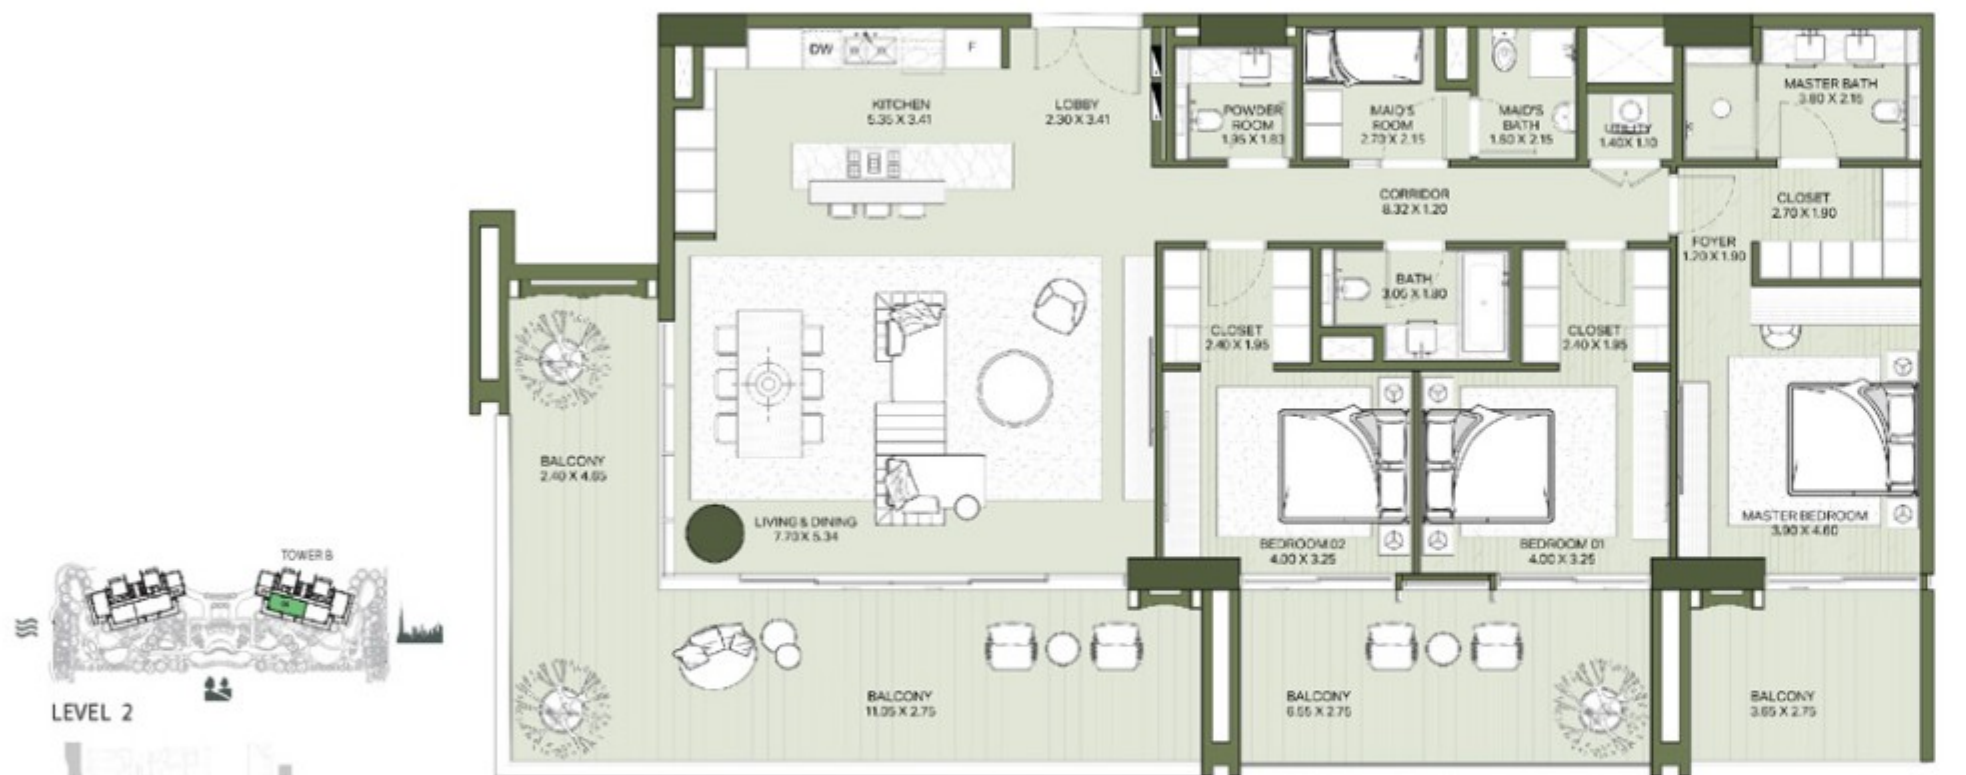 DW
F
KITCHEN
5.35 X 3.41
LOBBY
2.30 X 3.41
POWDER
ROOM
1.95 X 1.83
MAID'S
ROOM
2.70 X 2.15
MAID'S
BATH
1.60 X 2.15
UTILITY
1.40 X 1.10
MASTER BATH
3.80 X 2.15
CORRIDOR
8.32 X 1.20
CLOSET
2.70 X 1.90
FOYER
1.20 X 1.90
BATH
3.05 X 1.80
CLOSET
2.40 X 1.95
CLOSET
2.40 X 1.95
BALCONY
2.40 X 4.65
LIVING & DINING
7.70 X 5.34
BEDROOM 02
4.00 X 3.25
BEDROOM 01
4.00 X 3.25
MASTER BEDROOM
3.90 X 4.60
TOWER B
LEVEL 2
BALCONY
11.05 X 2.75
BALCONY
6.55 X 2.75
BALCONY
3.65 X 2.75